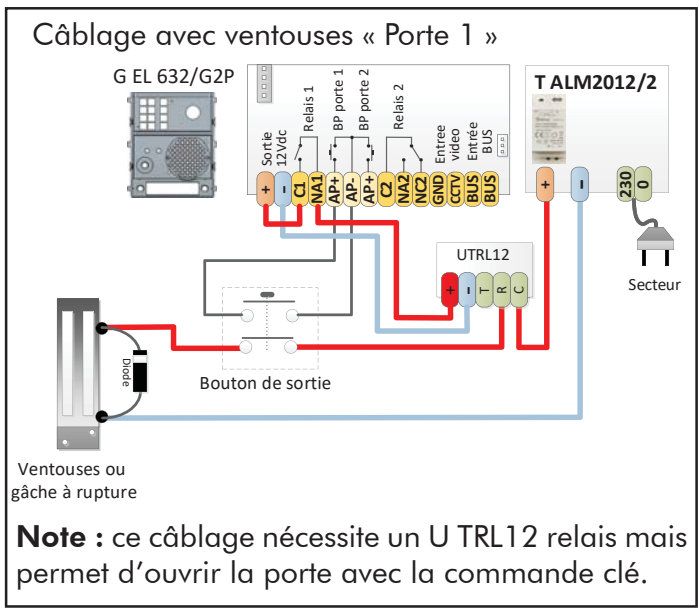 Câblage avec ventouses « Porte 1 »
G EL 632/G2P
T ALM2012/2
Sortie
12Vdc
Relais 1
BP porte 1
BP porte 2
Relais 2
Entree
video
Entrée
BUS
+
-
C1
NA1
AP+
AP-
AP+
C2
NA2
NC2
GND
CCTV
BUS
BUS
+
-
230
0
Secteur
UTRL12
+
-
T
R
C
Diode
Bouton de sortie
Ventouses ou
gâche à rupture
Note : ce câblage nécessite un U TRL12 relais mais
permet d’ouvrir la porte avec la commande clé.